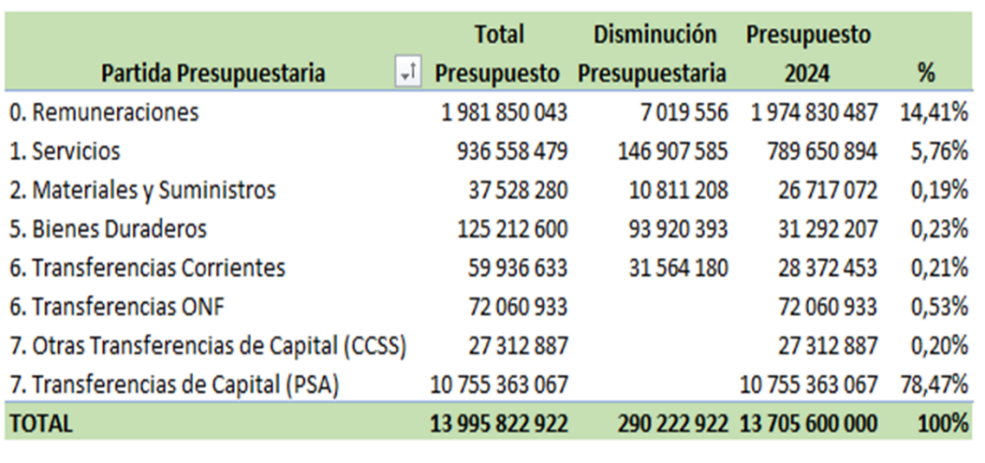 Total Disminución Presupuesto
Partida Presupuestaria Presupuesto Presupuestaria 2024 %
0. Remuneraciones 1 981 850 043 7 019 556 1 974 830 487 14,41%
1. Servicios 936 558 479 146 907 585 789 650 894 5,76%
2. Materiales y Suministros 37 528 280 10 811 208 26 717 072 0,19%
5. Bienes Duraderos 125 212 600 93 920 393 31 292 207 0,23%
6. Transferencias Corrientes 59 936 633 31 564 180 28 372 453 0,21%
6. Transferencias ONF 72 060 933 72 060 933 0,53%
7. Otras Transferencias de Capital (CCSS) 27 312 887 27 312 887 0,20%
7. Transferencias de Capital (PSA) 10 755 363 067 10 755 363 067 78,47%
TOTAL 13 995 822 922 290 222 922 13 705 600 000 100%